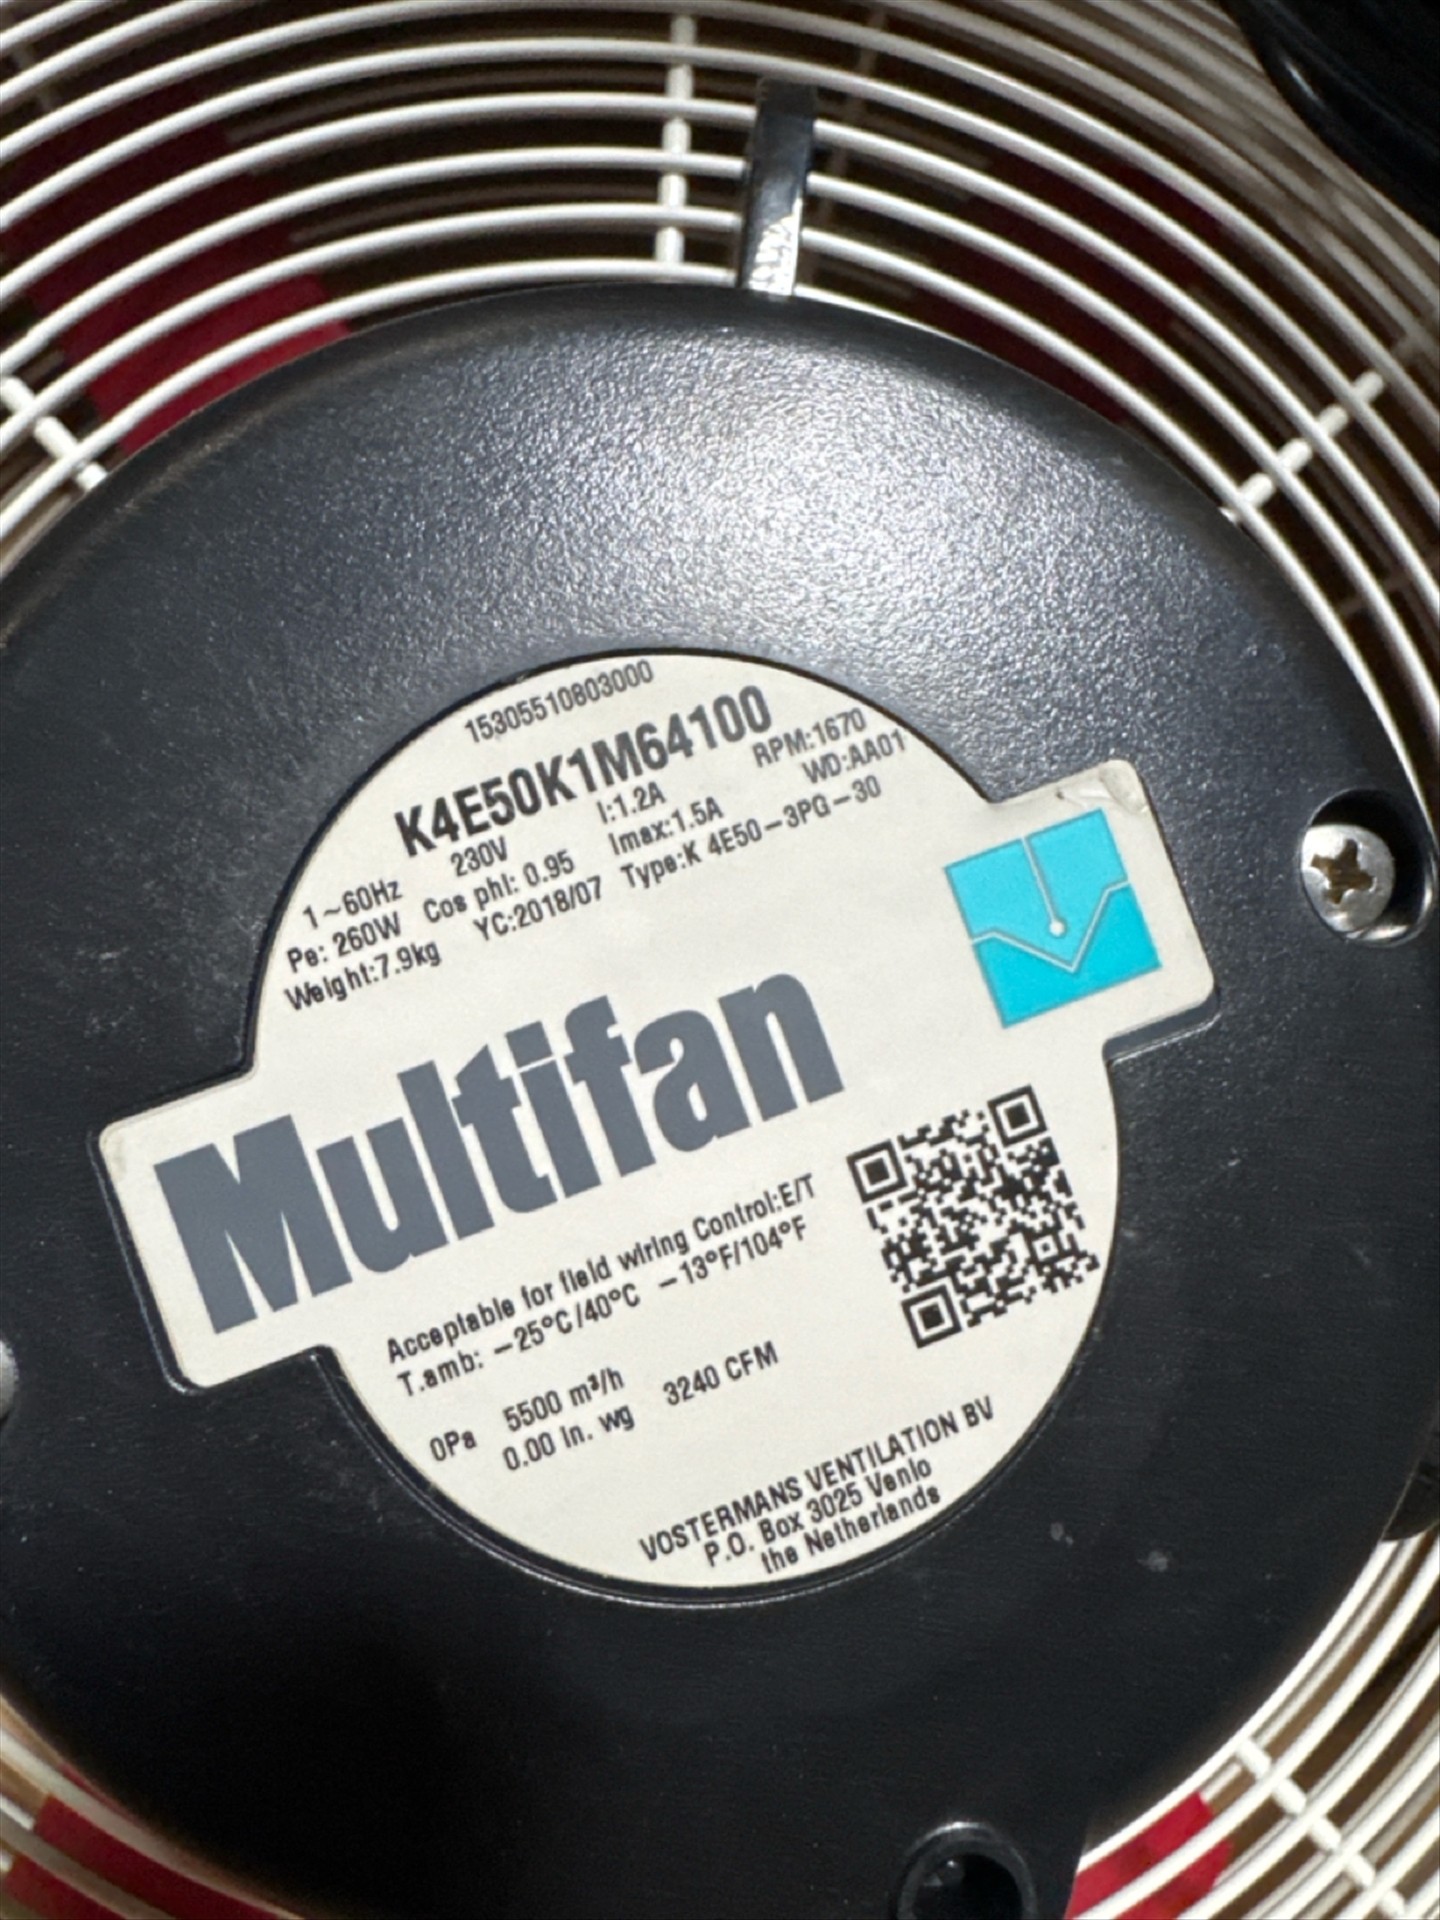 15305510803000
K4E50K1M64100
1~60Hz 230V I:1.2A RPM:1670
Pe: 260W Cos phi: 0.95 Imax:1.5A WD:AA01
Weight:7.9kg YC:2018/07 Type:K 4E50-3PG-30
Multifan
Acceptable for field wiring Control:E/T
T.amb: -25°C/40°C -13°F/104°F
0Pa 5500 m³/h 3240 CFM
0.00 in. wg
VOSTERMANS VENTILATION BV
P.O. Box 3025 Venlo
the Netherlands